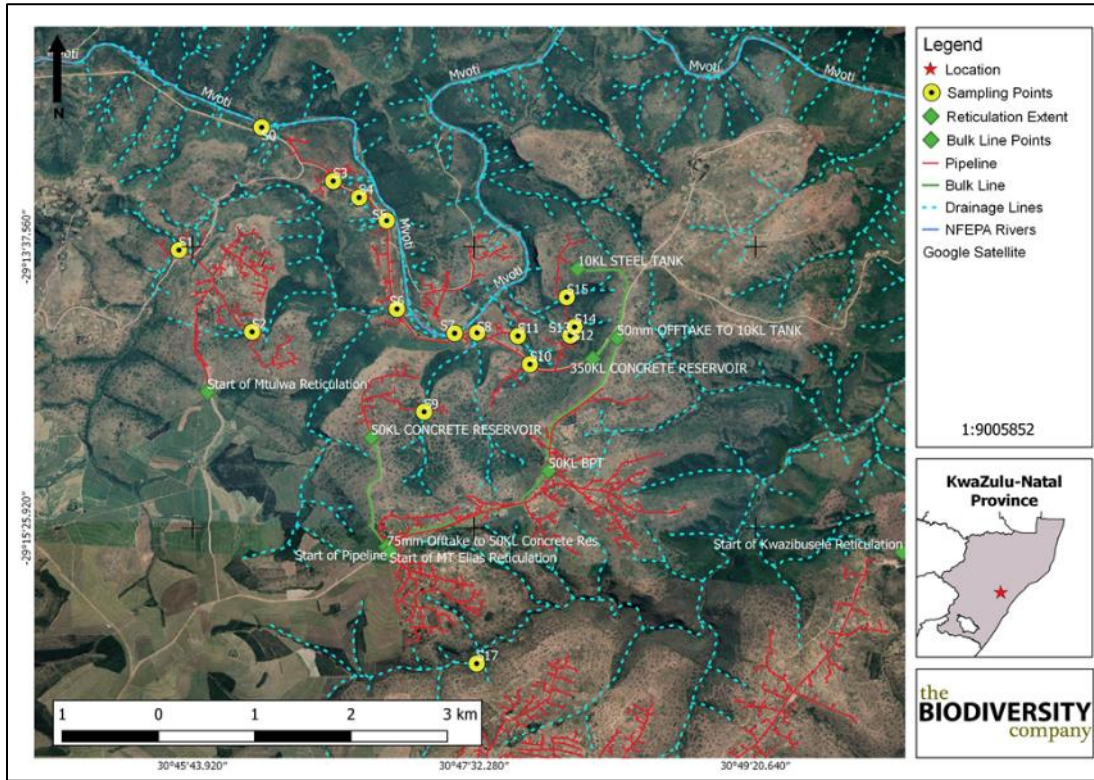 Mvoti
Mvoti
Mvoti
Mvoti
N
S0
S3
S4
S5
Mvoti
S1
Mvoti
10KL STEEL TANK
S15
S6
S2
S7
S8
S11
S13
S14
S12
50mm OFFTAKE TO 10KL TANK
S10
350KL CONCRETE RESERVOIR
Start of Mtulwa Reticulation
S9
50KL CONCRETE RESERVOIR
50KL BPT
75mm Offtake to 50KL Concrete Res
Start of Pipeline
Start of MT Elias Reticulation
Start of Kwazibusele Reticulation
S17
1 0 1 2 3 km
-29°13'37.560"
-29°15'25.920"
30°45'43.920" 30°47'32.280" 30°49'20.640"
Legend
Location
Sampling Points
Reticulation Extent
Bulk Line Points
Pipeline
Bulk Line
Drainage Lines
NFEPA Rivers
Google Satellite
1:9005852
KwaZulu-Natal
Province
the
BIODIVERSITY
company